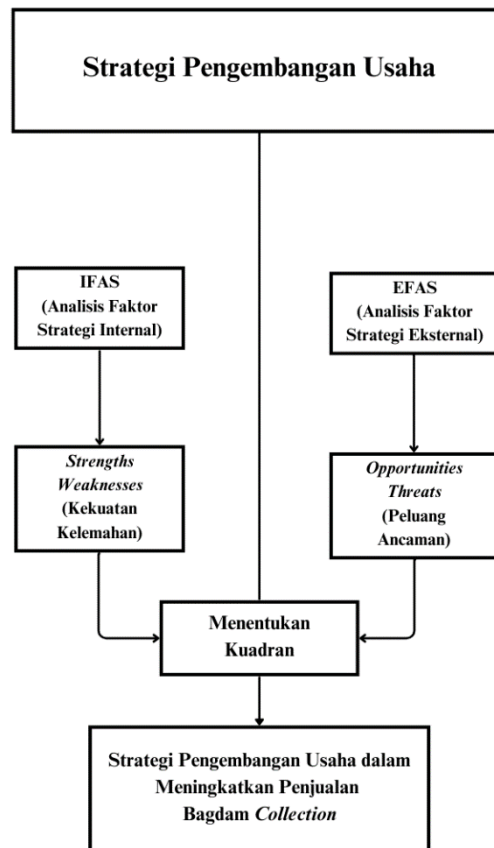 Strategi Pengembangan Usaha
IFAS
(Analisis Faktor
Strategi Internal)
EFAS
(Analisis Faktor
Strategi Eksternal)
Strengths
Weaknesses
(Kekuatan
Kelemahan)
Opportunities
Threats
(Peluang
Ancaman)
Menentukan
Kuadran
Strategi Pengembangan Usaha dalam
Meningkatkan Penjualan
Bagdam Collection